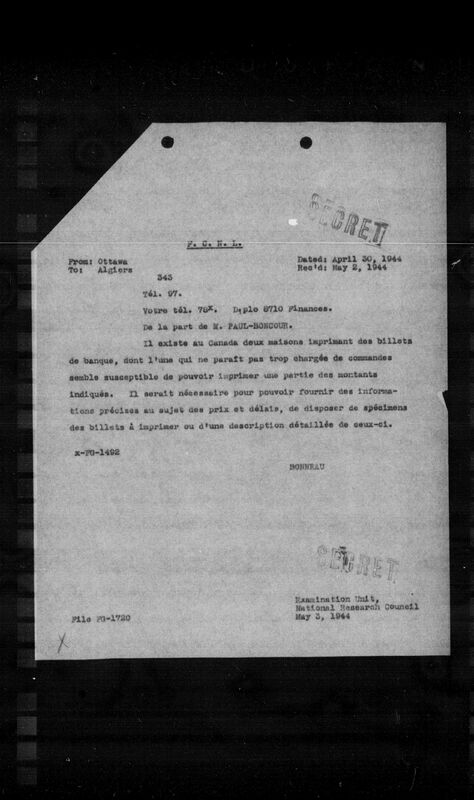 SECRET
F. C. N. L.
From: Ottawa
To: Algiers
Dated: April 30, 1944
Rec'd: May 2, 1944
343
Tél. 97.
Votre tél. 78x. Diplo 8710 Finances.
De la part de M. PAUL-BONCOUR.
Il existe au Canada deux maisons imprimant des billets
de banque, dont l'une qui ne paraît pas trop chargée de commandes
semble susceptible de pouvoir imprimer une partie des montants
indiqués. Il serait nécessaire pour pouvoir fournir des informa-
tions précises au sujet des prix et délais, de disposer de spécimens
des billets à imprimer ou d'une description détaillée de ceux-ci.
x-FG-1492
BONNEAU
SECRET
Examination Unit,
National Research Council
May 3, 1944
File FG-1720
X